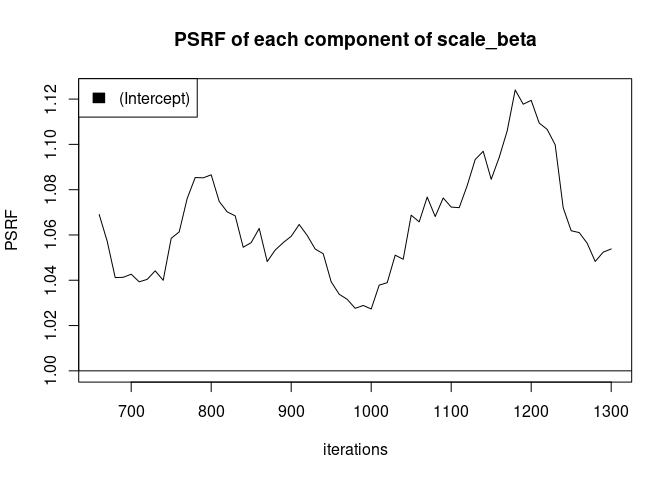 PSRF of each component of scale_beta
(Intercept)
PSRF
1.12
1.10
1.08
1.06
1.04
1.02
1.00
700 800 900 1000 1100 1200 1300
iterations